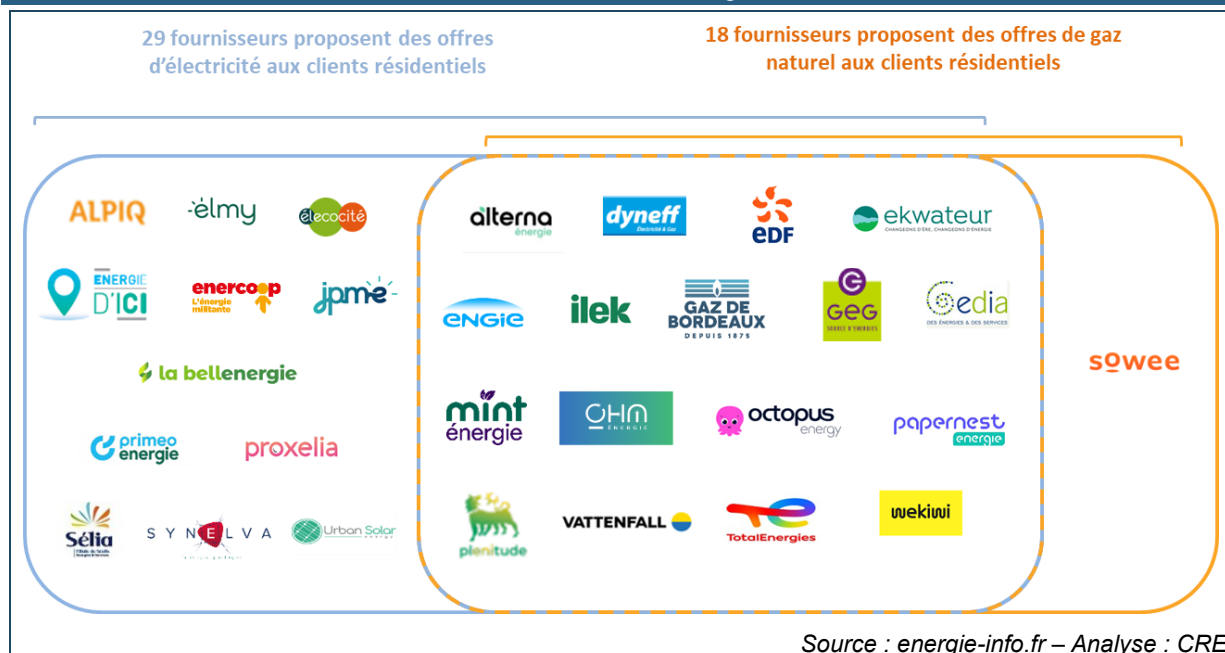 29 fournisseurs proposent des offres
d'électricité aux clients résidentiels
18 fournisseurs proposent des offres de gaz
naturel aux clients résidentiels
ALPIQ
élmy
élecocité
alterna
énergie
dyneff
Électricité & Gaz
eDF
ekwateur
CHANGEONS D'ÈRE, CHANGEONS D'ÉNERGIE
ENERGIE
D'ICI
enercoop
L'énergie
militante
jpme
ENGIE
ilek
GAZ DE
BORDEAUX
DEPUIS 1875
GEG
SOURCE D'ENERGIES
Gedia
DES ÉNERGIES & DES SERVICES
la bellenergie
sowee
mint
énergie
OHM
ÉNERGIE
octopus
energy
papernest
energie
primeo
energie
proxelia
Sélia
SYNELVA
Urban Solar
energy
plenitude
VATTENFALL
TotalEnergies
wekiwi
Source : energie-info.fr – Analyse : CRE